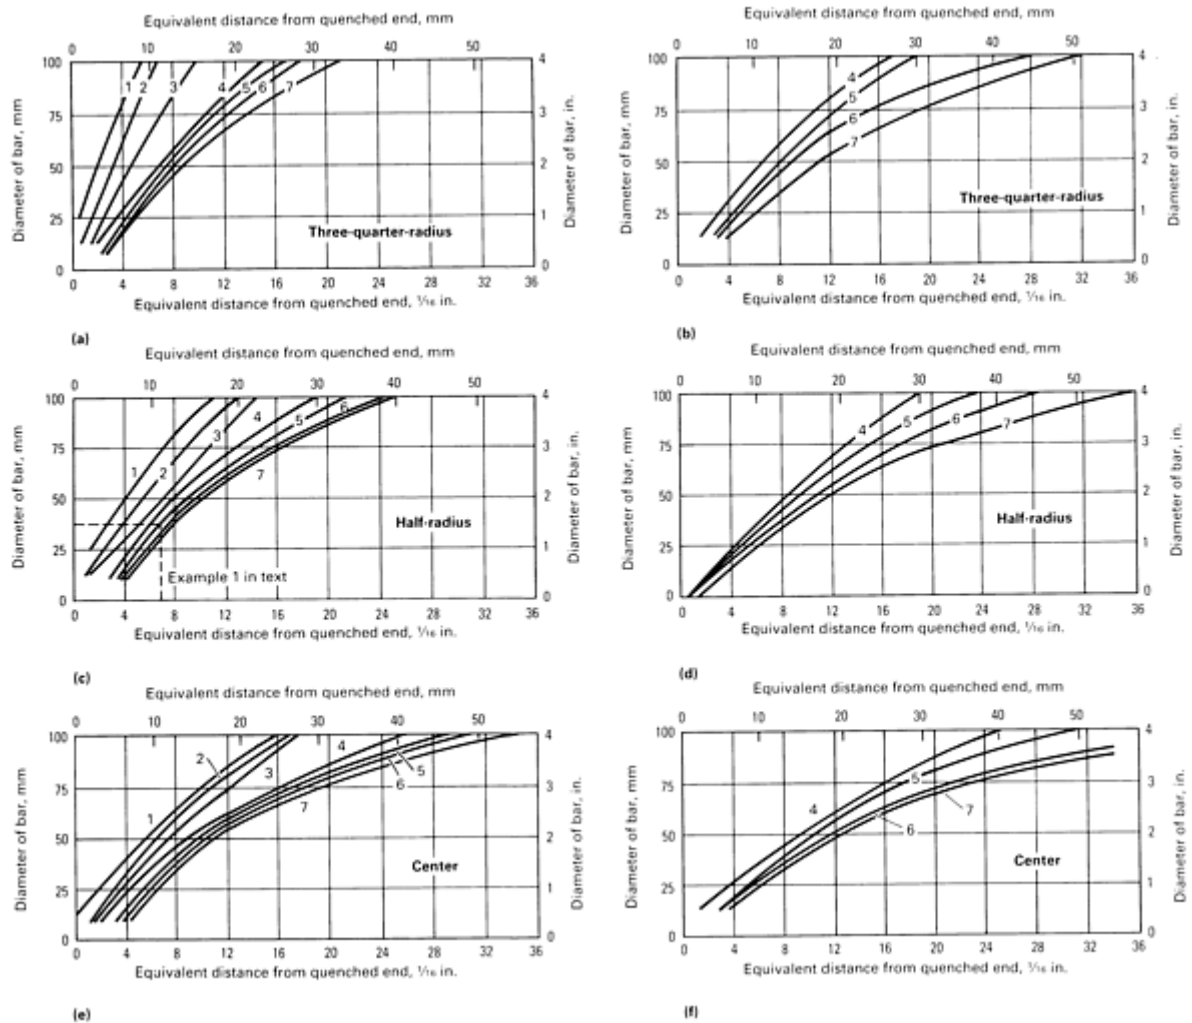 Equivalent distance from quenched end, mm
0 10 20 30 40 50
100 75 50 25 0
Diameter of bar, mm
4 3 2 1 0
Diameter of bar, in.
1 2 3 4 5 6 7
Three-quarter-radius
0 4 8 12 16 20 24 28 32 36
Equivalent distance from quenched end, 1/16 in.
(a)
Equivalent distance from quenched end, mm
0 10 20 30 40 50
100 75 50 25 0
Diameter of bar, mm
4 3 2 1 0
Diameter of bar, in.
4 5 6 7
Three-quarter-radius
0 4 8 12 16 20 24 28 32 36
Equivalent distance from quenched end, 1/16 in.
(b)
Equivalent distance from quenched end, mm
0 10 20 30 40 50
100 75 50 25 0
Diameter of bar, mm
4 3 2 1 0
Diameter of bar, in.
1 2 3 4 5 6 7
Half-radius
Example 1 in text
0 4 8 12 16 20 24 28 32 36
Equivalent distance from quenched end, 1/16 in.
(c)
Equivalent distance from quenched end, mm
0 10 20 30 40 50
100 75 50 25 0
Diameter of bar, mm
4 3 2 1 0
Diameter of bar, in.
4 5 6 7
Half-radius
0 4 8 12 16 20 24 28 32 36
Equivalent distance from quenched end, 1/16 in.
(d)
Equivalent distance from quenched end, mm
0 10 20 30 40 50
100 75 50 25 0
Diameter of bar, mm
4 3 2 1 0
Diameter of bar, in.
1 2 3 4 5 6 7
Center
0 4 8 12 16 20 24 28 32 36
Equivalent distance from quenched end, 1/16 in.
(e)
Equivalent distance from quenched end, mm
0 10 20 30 40 50
100 75 50 25 0
Diameter of bar, mm
4 3 2 1 0
Diameter of bar, in.
4 5 6 7
Center
0 4 8 12 16 20 24 28 32 36
Equivalent distance from quenched end, 1/16 in.
(f)